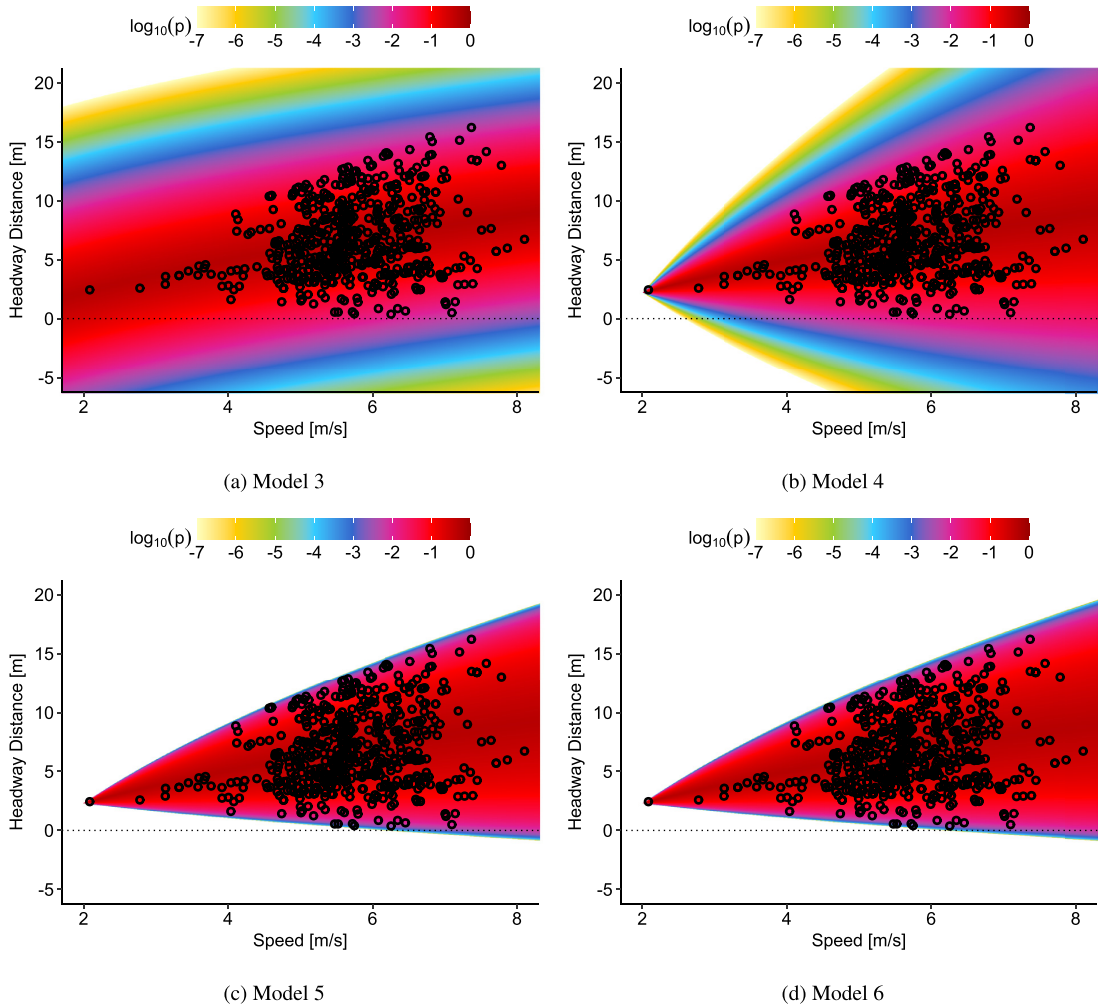 log₁₀(p)
-7 -6 -5 -4 -3 -2 -1 0
Headway Distance [m]
20
15
10
5
0
-5
2 4 6 8
Speed [m/s]
(a) Model 3
log₁₀(p)
-7 -6 -5 -4 -3 -2 -1 0
Headway Distance [m]
20
15
10
5
0
-5
2 4 6 8
Speed [m/s]
(b) Model 4
log₁₀(p)
-7 -6 -5 -4 -3 -2 -1 0
Headway Distance [m]
20
15
10
5
0
-5
2 4 6 8
Speed [m/s]
(c) Model 5
log₁₀(p)
-7 -6 -5 -4 -3 -2 -1 0
Headway Distance [m]
20
15
10
5
0
-5
2 4 6 8
Speed [m/s]
(d) Model 6